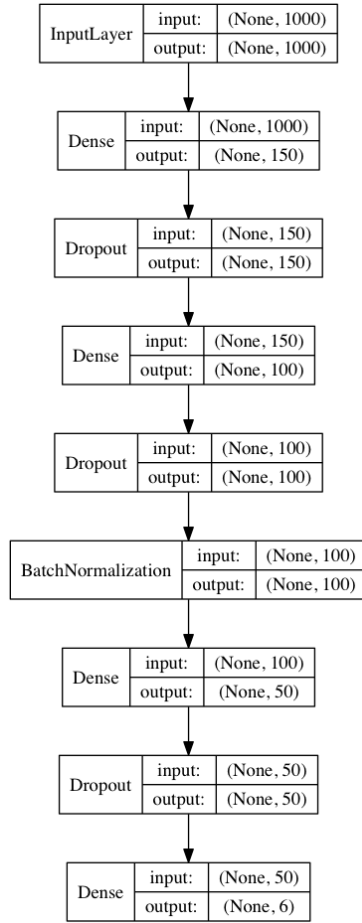 InputLayer
input: (None, 1000)
output: (None, 1000)
Dense
input: (None, 1000)
output: (None, 150)
Dropout
input: (None, 150)
output: (None, 150)
Dense
input: (None, 150)
output: (None, 100)
Dropout
input: (None, 100)
output: (None, 100)
BatchNormalization
input: (None, 100)
output: (None, 100)
Dense
input: (None, 100)
output: (None, 50)
Dropout
input: (None, 50)
output: (None, 50)
Dense
input: (None, 50)
output: (None, 6)